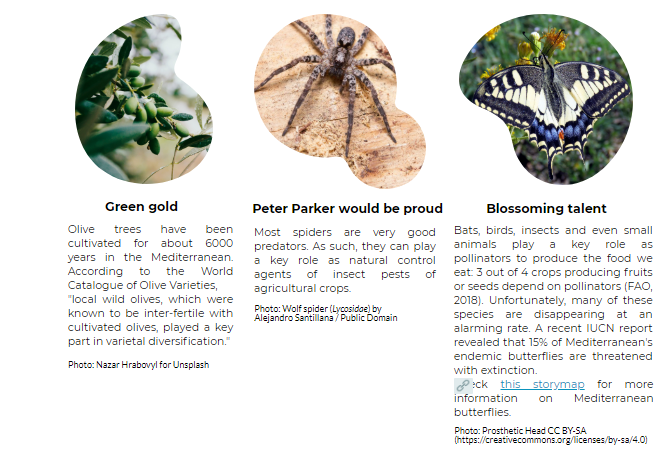 Green gold
Olive trees have been
cultivated for about 6000
years in the Mediterranean.
According to the World
Catalogue of Olive Varieties,
"local wild olives, which were
known to be inter-fertile with
cultivated olives, played a key
part in varietal diversification."
Photo: Nazar Hrabovyl for Unsplash
Peter Parker would be proud
Most spiders are very good
predators. As such, they can play
a key role as natural control
agents of insect pests of
agricultural crops.
Photo: Wolf spider (Lycosidae) by
Alejandro Santillana / Public Domain
Blossoming talent
Bats, birds, insects and even small
animals play a key role as
pollinators to produce the food we
eat: 3 out of 4 crops producing fruits
or seeds depend on pollinators (FAO,
2018). Unfortunately, many of these
species are disappearing at an
alarming rate. A recent IUCN report
revealed that 15% of Mediterranean's
endemic butterflies are threatened
with extinction.
eck this storymap for more
information on Mediterranean
butterflies.
Photo: Prosthetic Head CC BY-SA
(https://creativecommons.org/licenses/by-sa/4.0)